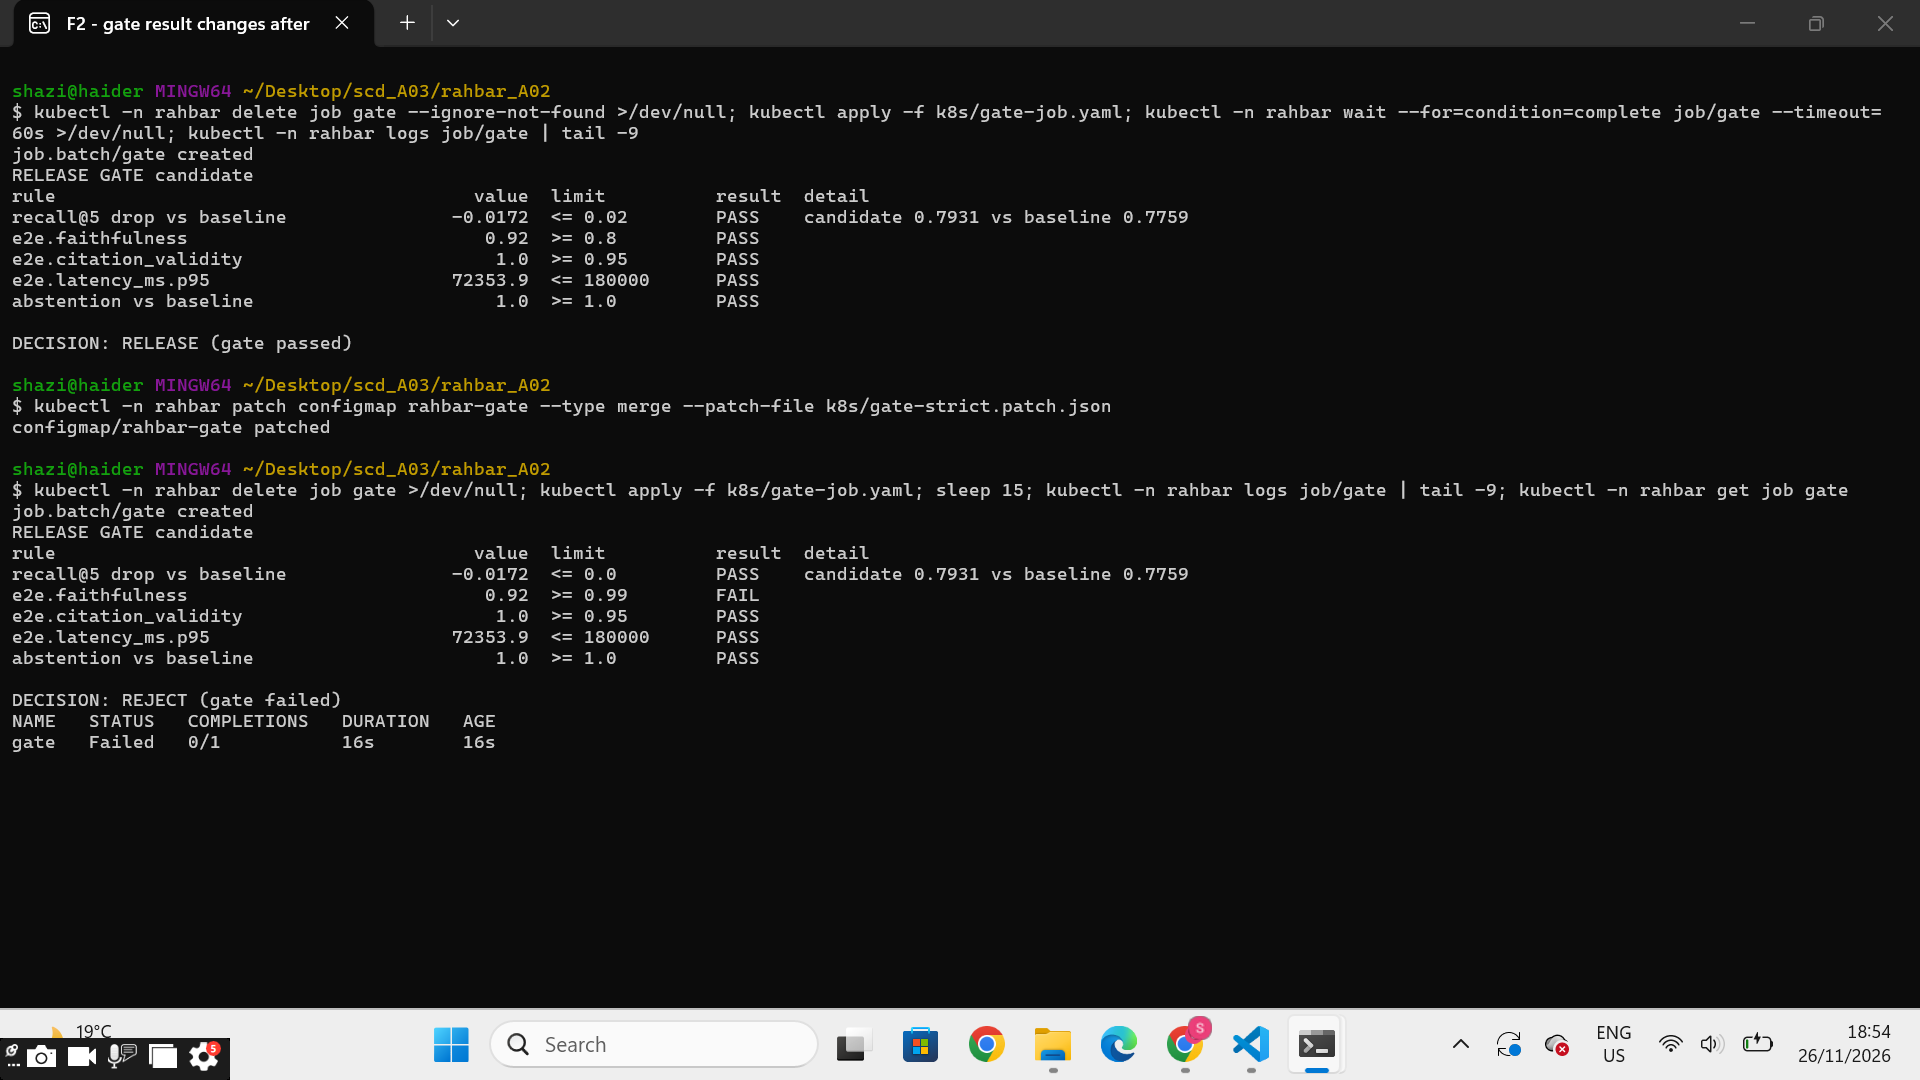 F2 - gate result changes after
shazi@haider MINGW64 ~/Desktop/scd_A03/rahbar_A02
$ kubectl -n rahbar delete job gate --ignore-not-found >/dev/null; kubectl apply -f k8s/gate-job.yaml; kubectl -n rahbar wait --for=condition=complete job/gate --timeout=
60s >/dev/null; kubectl -n rahbar logs job/gate | tail -9
job.batch/gate created
RELEASE GATE candidate
rule value limit result detail
recall@5 drop vs baseline -0.0172 <= 0.02 PASS candidate 0.7931 vs baseline 0.7759
e2e.faithfulness 0.92 >= 0.8 PASS
e2e.citation_validity 1.0 >= 0.95 PASS
e2e.latency_ms.p95 72353.9 <= 180000 PASS
abstention vs baseline 1.0 >= 1.0 PASS
DECISION: RELEASE (gate passed)
shazi@haider MINGW64 ~/Desktop/scd_A03/rahbar_A02
$ kubectl -n rahbar patch configmap rahbar-gate --type merge --patch-file k8s/gate-strict.patch.json
configmap/rahbar-gate patched
shazi@haider MINGW64 ~/Desktop/scd_A03/rahbar_A02
$ kubectl -n rahbar delete job gate >/dev/null; kubectl apply -f k8s/gate-job.yaml; sleep 15; kubectl -n rahbar logs job/gate | tail -9; kubectl -n rahbar get job gate
job.batch/gate created
RELEASE GATE candidate
rule value limit result detail
recall@5 drop vs baseline -0.0172 <= 0.0 PASS candidate 0.7931 vs baseline 0.7759
e2e.faithfulness 0.92 >= 0.99 FAIL
e2e.citation_validity 1.0 >= 0.95 PASS
e2e.latency_ms.p95 72353.9 <= 180000 PASS
abstention vs baseline 1.0 >= 1.0 PASS
DECISION: REJECT (gate failed)
NAME STATUS COMPLETIONS DURATION AGE
gate Failed 0/1 16s 16s
19°C
5
Search
S
ENG
US
18:54
26/11/2026